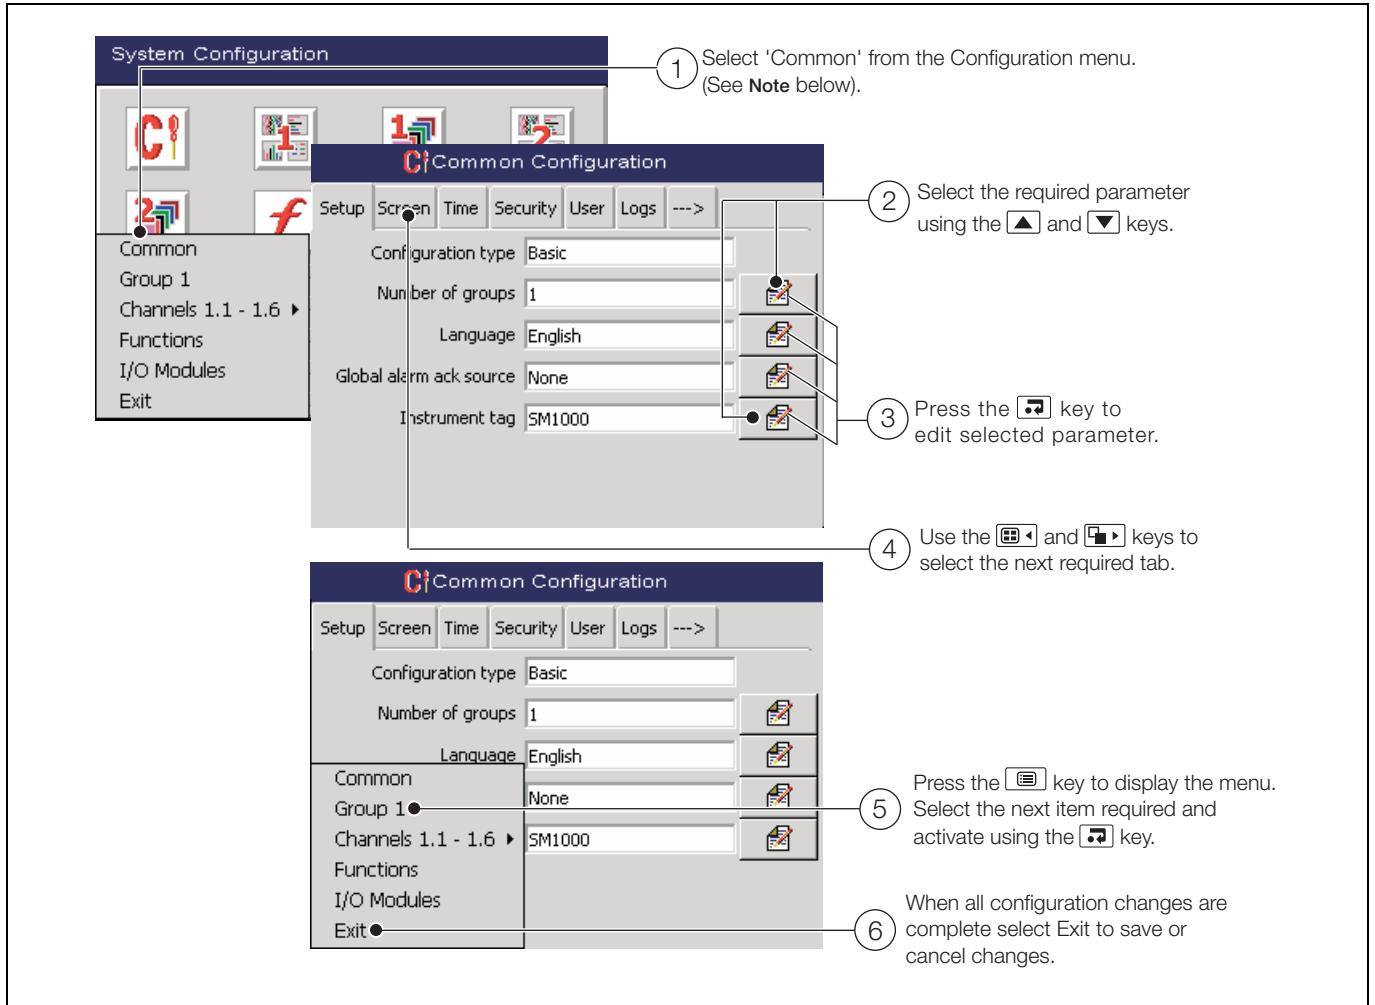 System Configuration
1
Select 'Common' from the Configuration menu.
(See Note below).
C
1
1
2
2
f
Common
Group 1
Channels 1.1 - 1.6
Functions
I/O Modules
Exit
Common Configuration
Setup Screen Time Security User Logs --->
Configuration type Basic
Number of groups 1
Language English
Global alarm ack source None
Instrument tag SM1000
2
Select the required parameter
using the ▲ and ▼ keys.
3
Press the key to
edit selected parameter.
4
Use the and keys to
select the next required tab.
Common Configuration
Setup Screen Time Security User Logs --->
Configuration type Basic
Number of groups 1
Language English
None
SM1000
Common
Group 1
Channels 1.1 - 1.6
Functions
I/O Modules
Exit
5
Press the key to display the menu.
Select the next item required and
activate using the key.
6
When all configuration changes are
complete select Exit to save or
cancel changes.